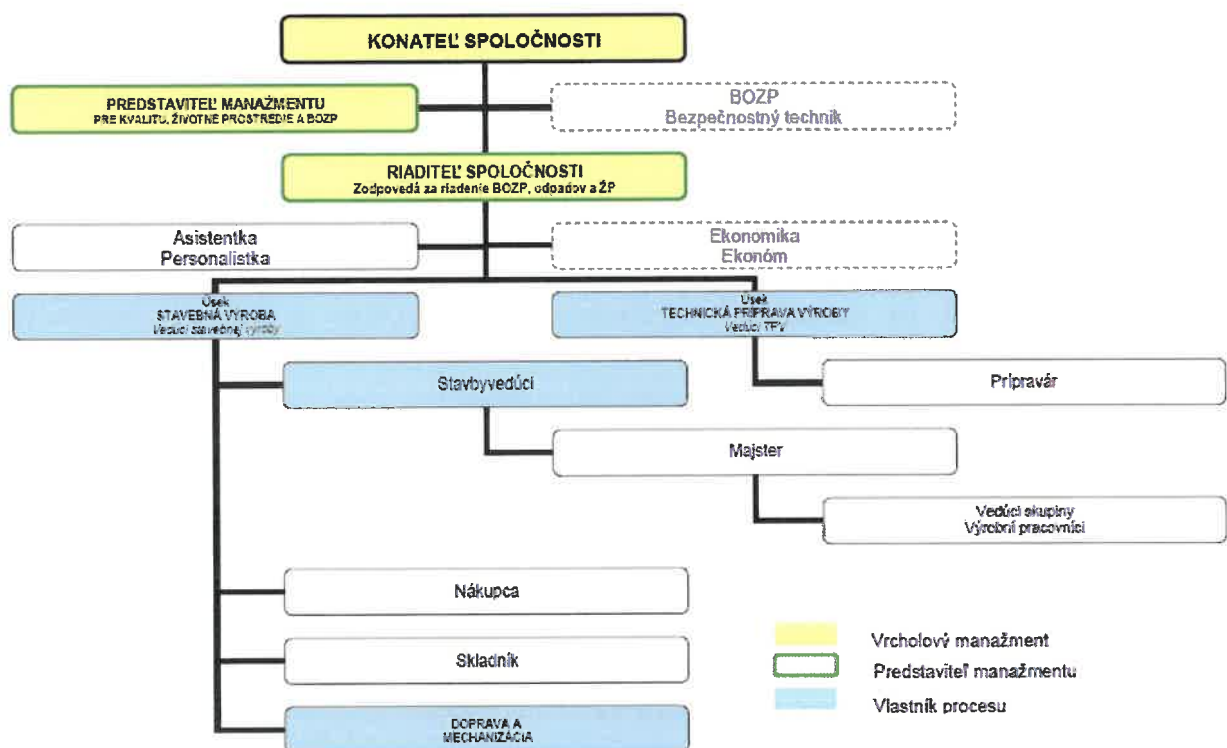 KONATEĽ SPOLOČNOSTI
PREDSTAVITEĽ MANAŽMENTU
PRE KVALITU, ŽIVOTNÉ PROSTREDIE A BOZP
BOZP
Bezpečnostný technik
RIADITEĽ SPOLOČNOSTI
Zodpovedá za riadenie BOZP, odpadov a ŽP
Asistentka
Personalistka
Ekonomika
Ekonóm
Úsek
STAVEBNÁ VÝROBA
Vedúci stavebnej výroby
Úsek
TECHNICKÁ PRÍPRAVA VÝROBY
Vedúci TPV
Stavbyvedúci
Prípravár
Majster
Vedúci skupiny
Výrobní pracovníci
Nákupca
Skladník
DOPRAVA A
MECHANIZÁCIA
Vrcholový manažment
Predstaviteľ manažmentu
Vlastník procesu